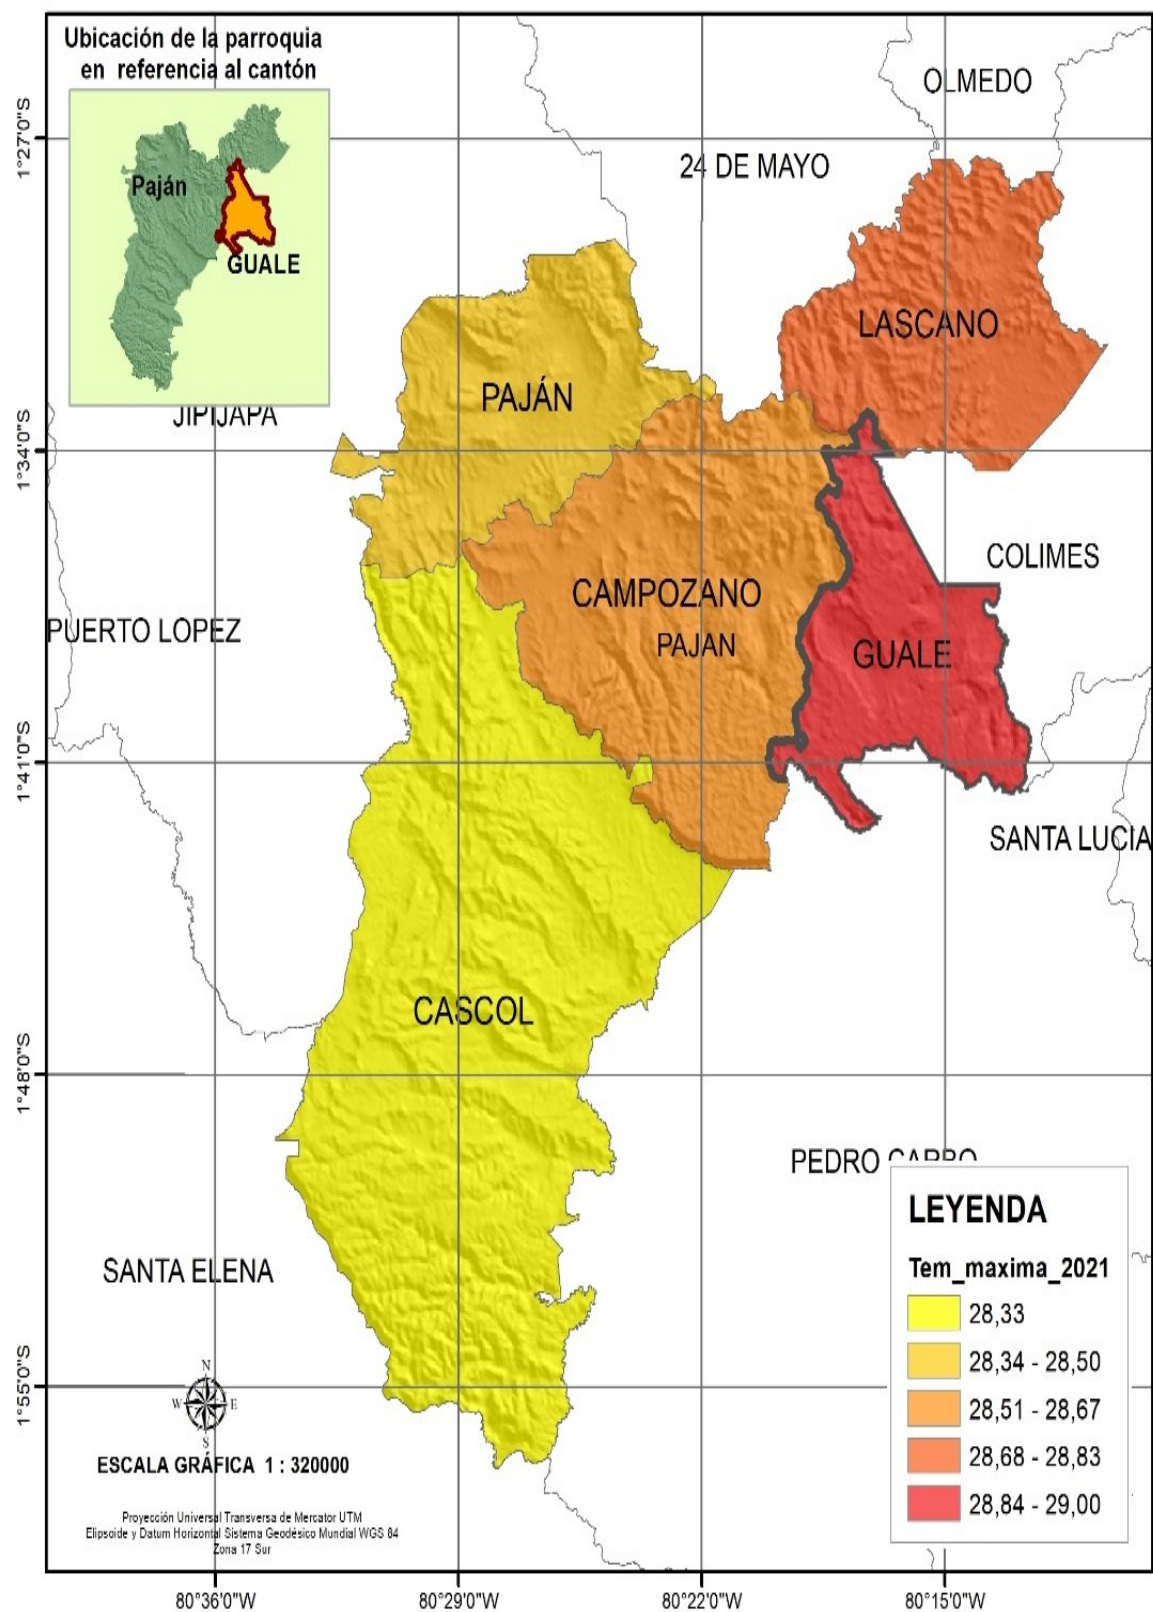 Ubicación de la parroquia
en referencia al cantón
Paján
GUALE
OLMEDO
24 DE MAYO
LASCANO
PAJÁN
JIPIJAPA
COLIMES
CAMPOZANO
PAJAN
PUERTO LOPEZ
GUALE
SANTA LUCIA
CASCOL
PEDRO CARBO
SANTA ELENA
1°27'0"S
1°34'0"S
1°41'0"S
1°48'0"S
1°55'0"S
LEYENDA
Tem_maxima_2021
28,33
28,34 - 28,50
28,51 - 28,67
28,68 - 28,83
28,84 - 29,00
N
W E
S
ESCALA GRÁFICA 1 : 320000
Proyección Universal Transversa de Mercator UTM
Elipsoide y Datum Horizontal Sistema Geodésico Mundial WGS 84
Zona 17 Sur
80°36'0"W
80°29'0"W
80°22'0"W
80°15'0"W